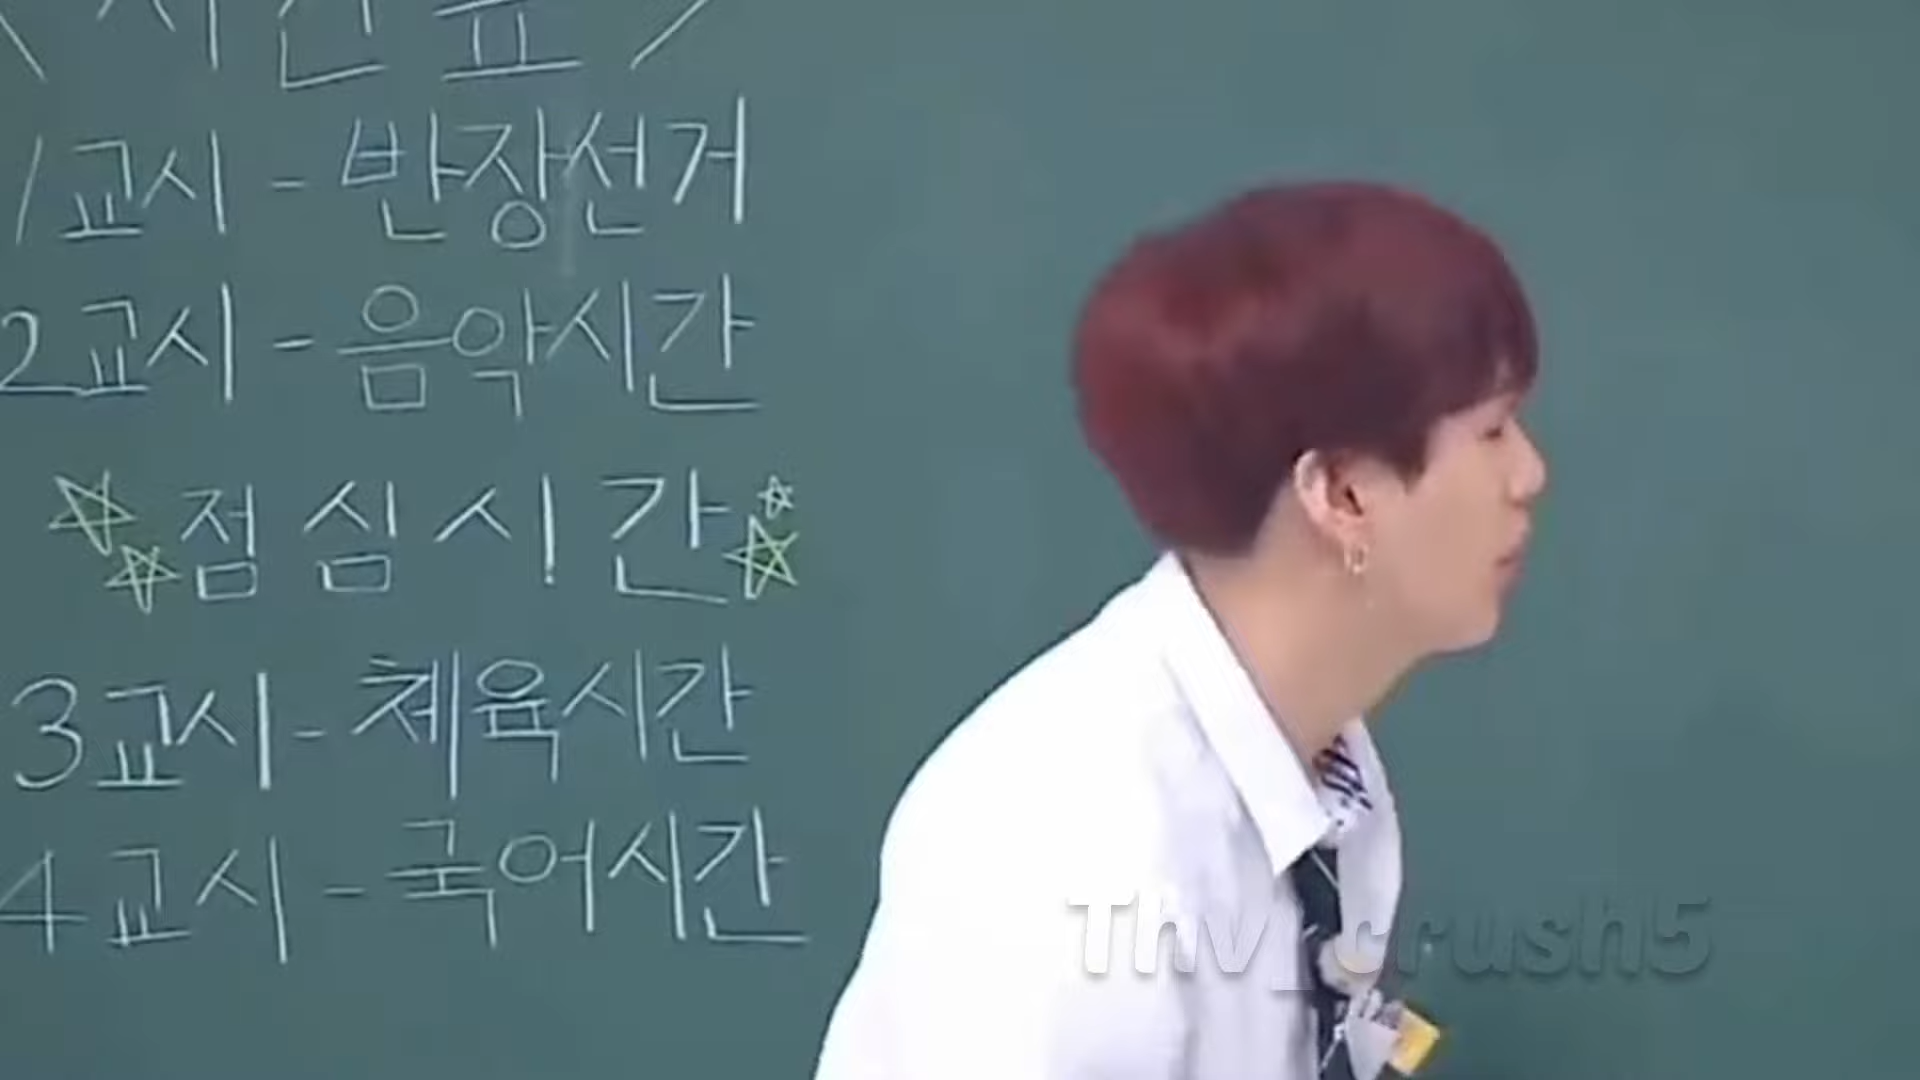 <시간표>
1교시 - 반장선거
2교시 - 음악시간
점심시간
3교시 - 체육시간
4교시 - 국어시간
Thv_crush5